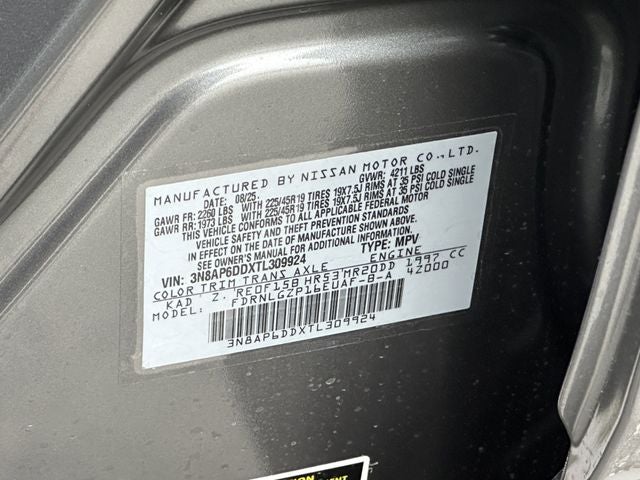 MANUFACTURED BY NISSAN MOTOR CO.,LTD.
DATE: 08/25 GVWR: 4211 LBS
GAWR FR: 2260 LBS WITH 225/45R19 TIRES 19X7.5J RIMS AT 35 PSI COLD SINGLE
GAWR RR: 1973 LBS WITH 225/45R19 TIRES 19X7.5J RIMS AT 35 PSI COLD SINGLE
THIS VEHICLE CONFORMS TO ALL APPLICABLE FEDERAL MOTOR
VEHICLE SAFETY AND THEFT PREVENTION STANDARDS
IN EFFECT ON THE DATE OF MANUFACTURE SHOWN ABOVE.
SEE OWNER'S MANUAL FOR ADDITIONAL INFORMATION.
VIN: 3N8AP6DDXTL309924 TYPE: MPV
COLOR TRIM TRANS AXLE ENGINE
KAD Z RE0F15B HR53 MR20DD 1997 CC
MODEL: FDRNLGZP16EUAF-B-A 42000
3N8AP6DDXTL309924